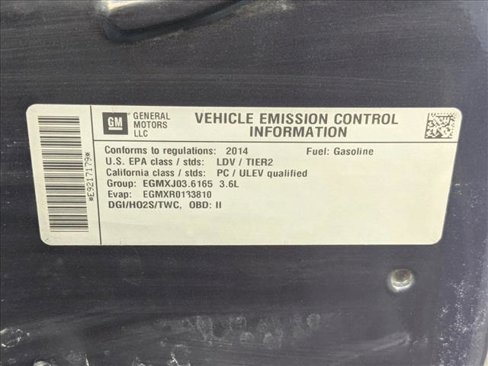 GM
GENERAL
MOTORS
LLC
VEHICLE EMISSION CONTROL
INFORMATION
Conforms to regulations: 2014 Fuel: Gasoline
U.S. EPA class / stds: LDV / TIER2
California class / stds: PC / ULEV qualified
Group: EGMXJ03.6165 3.6L
Evap: EGMXR0133810
DGI/HO2S/TWC, OBD: II
*E9217179*